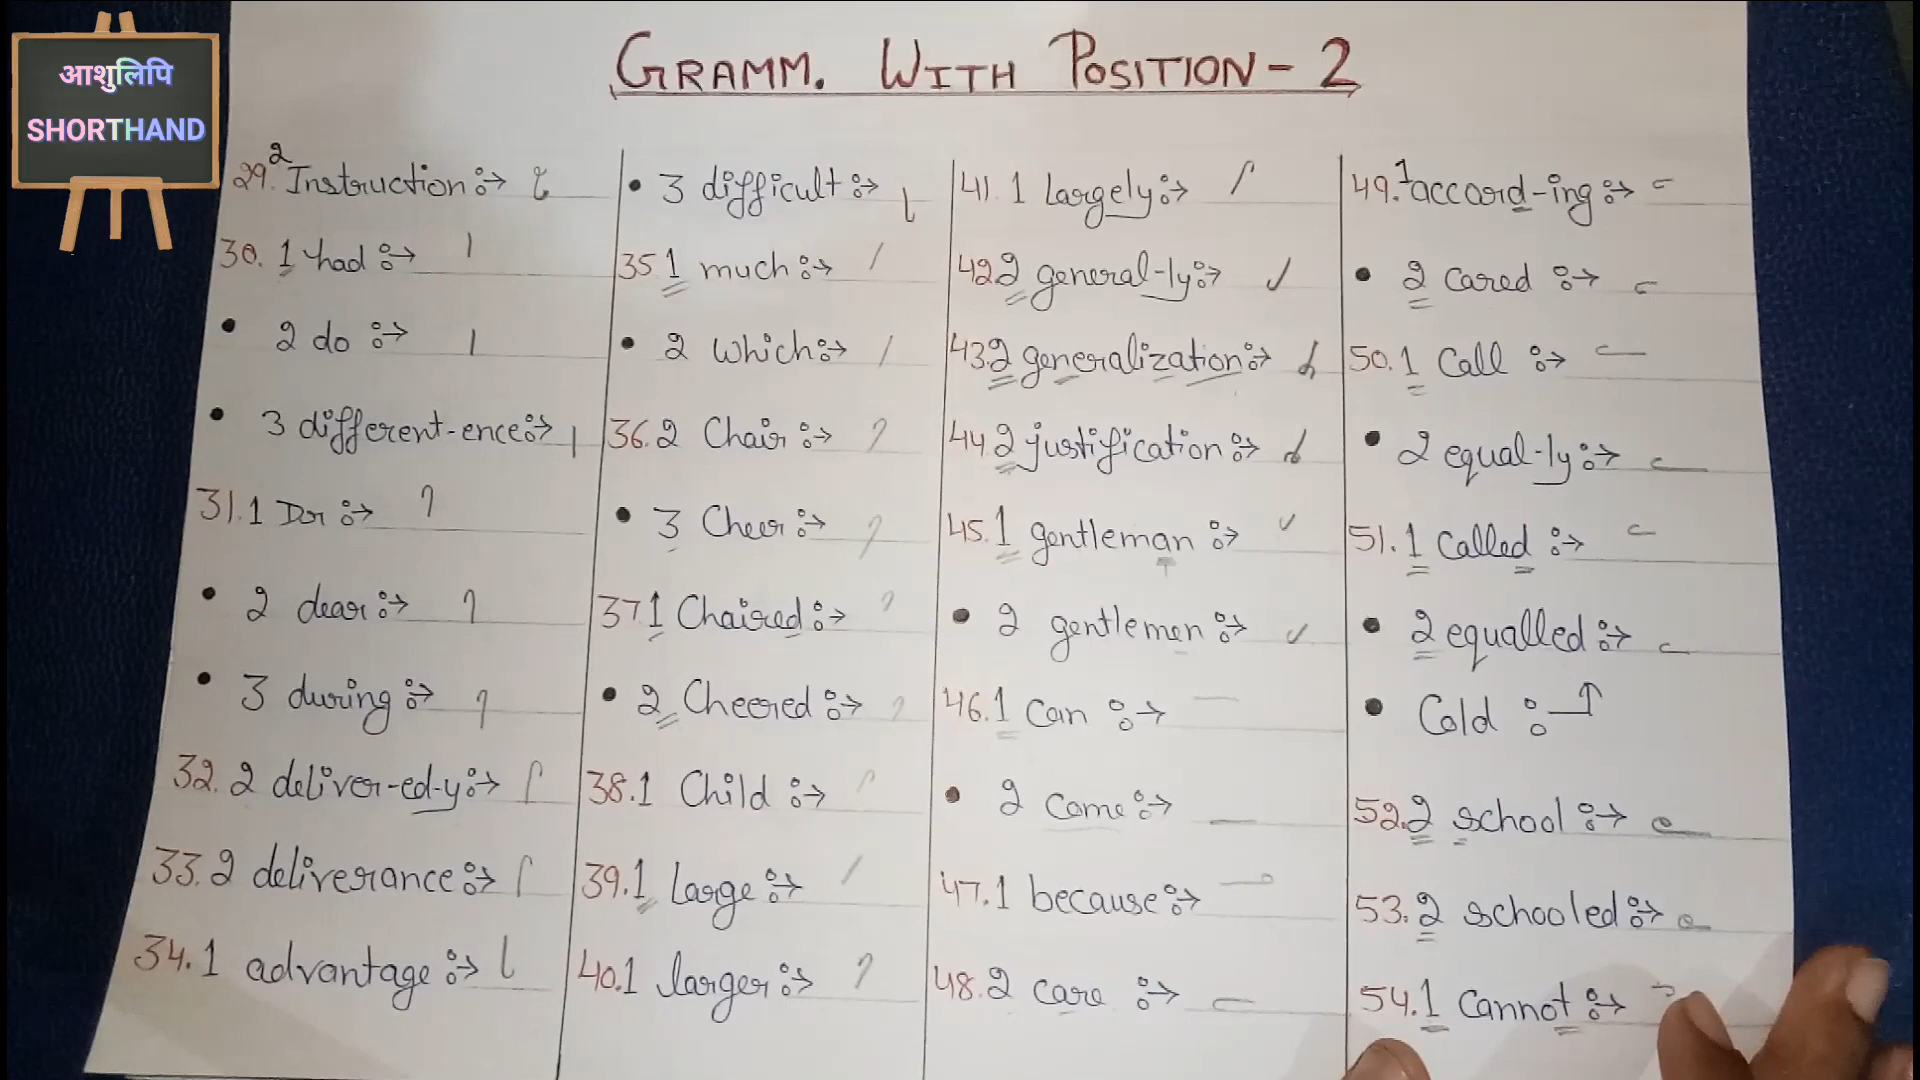 आशुलिपि
SHORTHAND
GRAMM. WITH POSITION - 2
29. 2 Instruction :→
30. 1 had :→
• 2 do :→
• 3 different-ence :→
31. 1 Dr :→
• 2 dear :→
• 3 during :→
32. 2 deliver-ed-y :→
33. 2 deliverance :→
34. 1 advantage :→
• 3 difficult :→
35 1 much :→
• 2 which :→
36. 2 Chair :→
• 3 Cheer :→
37 1 Chaired :→
• 2 Cheered :→
38. 1 Child :→
39. 1 large :→
40. 1 larger :→
41. 1 Largely :→
42 2 general-ly :→
43. 2 generalization :→
44. 2 justification :→
45. 1 gentleman :→
• 2 gentlemen :→
46. 1 Can :→
• 2 Come :→
47. 1 because :→
48. 2 care :→
49. 1 accord-ing :→
• 2 Cared :→
50. 1 Call :→
• 2 equal-ly :→
51. 1 Called :→
• 2 equalled :→
• Cold :→
52. 2 school :→
53. 2 schooled :→
54. 1 Cannot :→